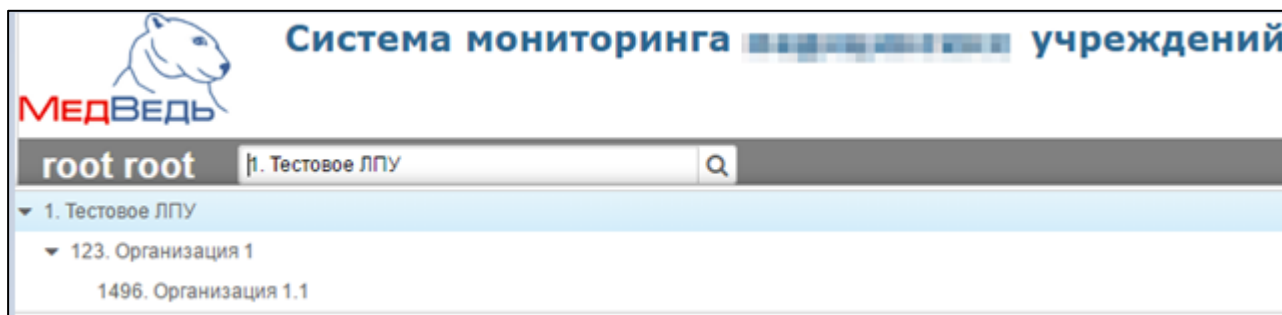 Система мониторинга учреждений
МедВедь
root root
1. Тестовое ЛПУ
1. Тестовое ЛПУ
123. Организация 1
1496. Организация 1.1